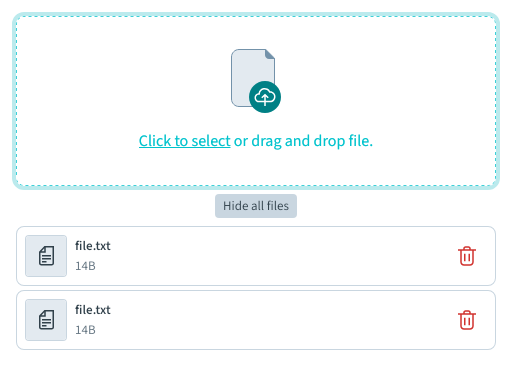 Click to select or drag and drop file.
Hide all files
file.txt
14B
file.txt
14B